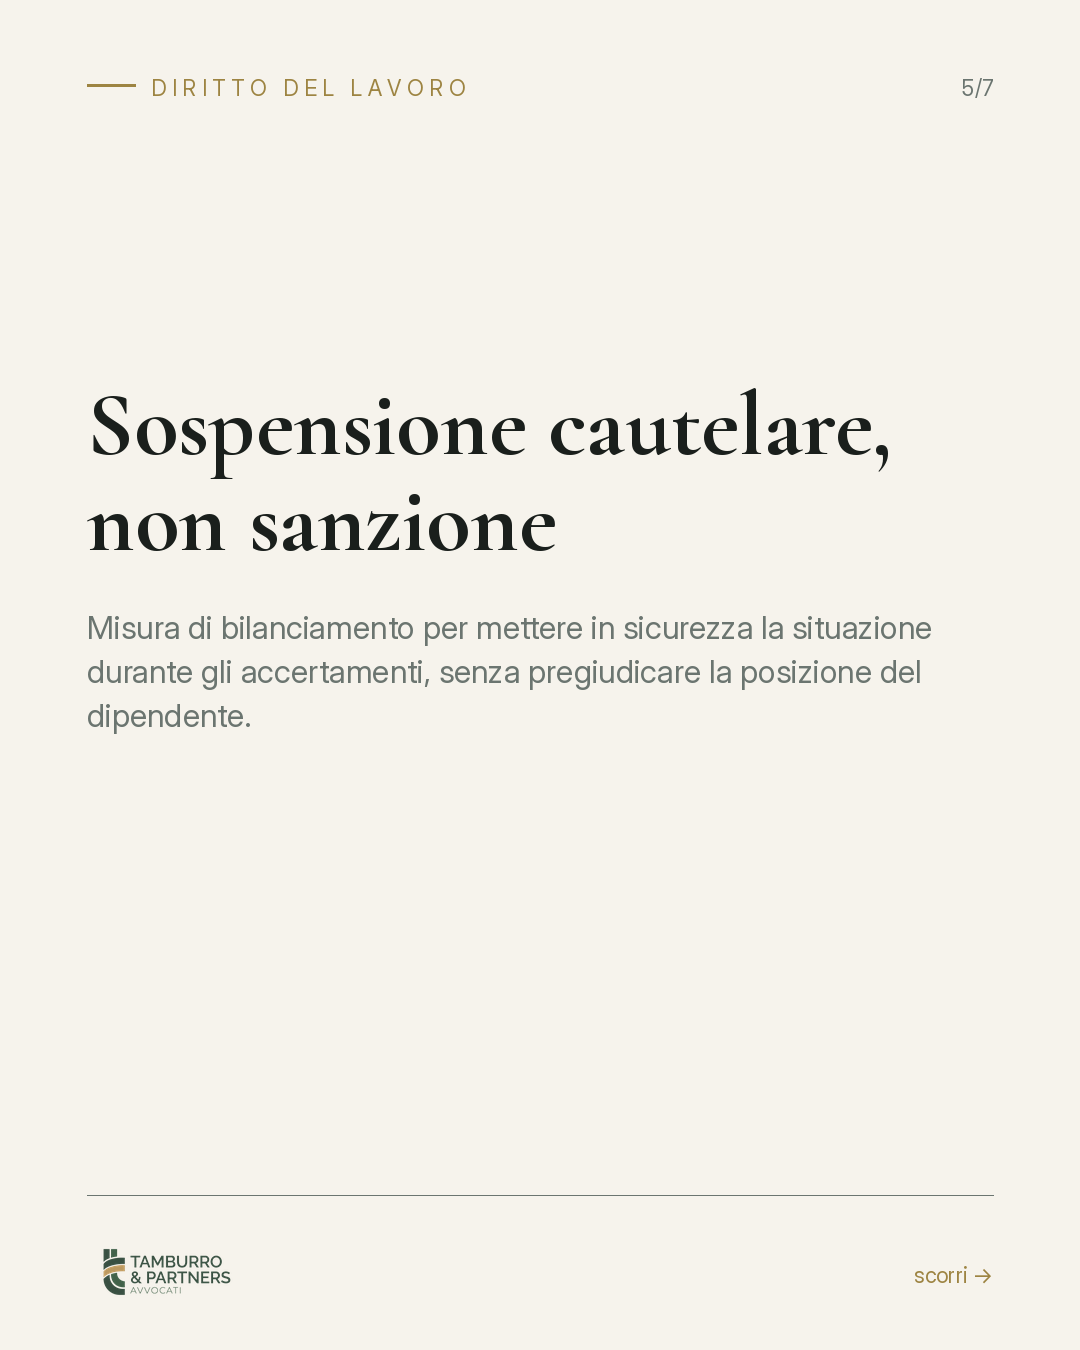 DIRITTO DEL LAVORO
5/7
Sospensione cautelare,
non sanzione
Misura di bilanciamento per mettere in sicurezza la situazione
durante gli accertamenti, senza pregiudicare la posizione del
dipendente.
TAMBURRO
& PARTNERS
AVVOCATI
scorri →